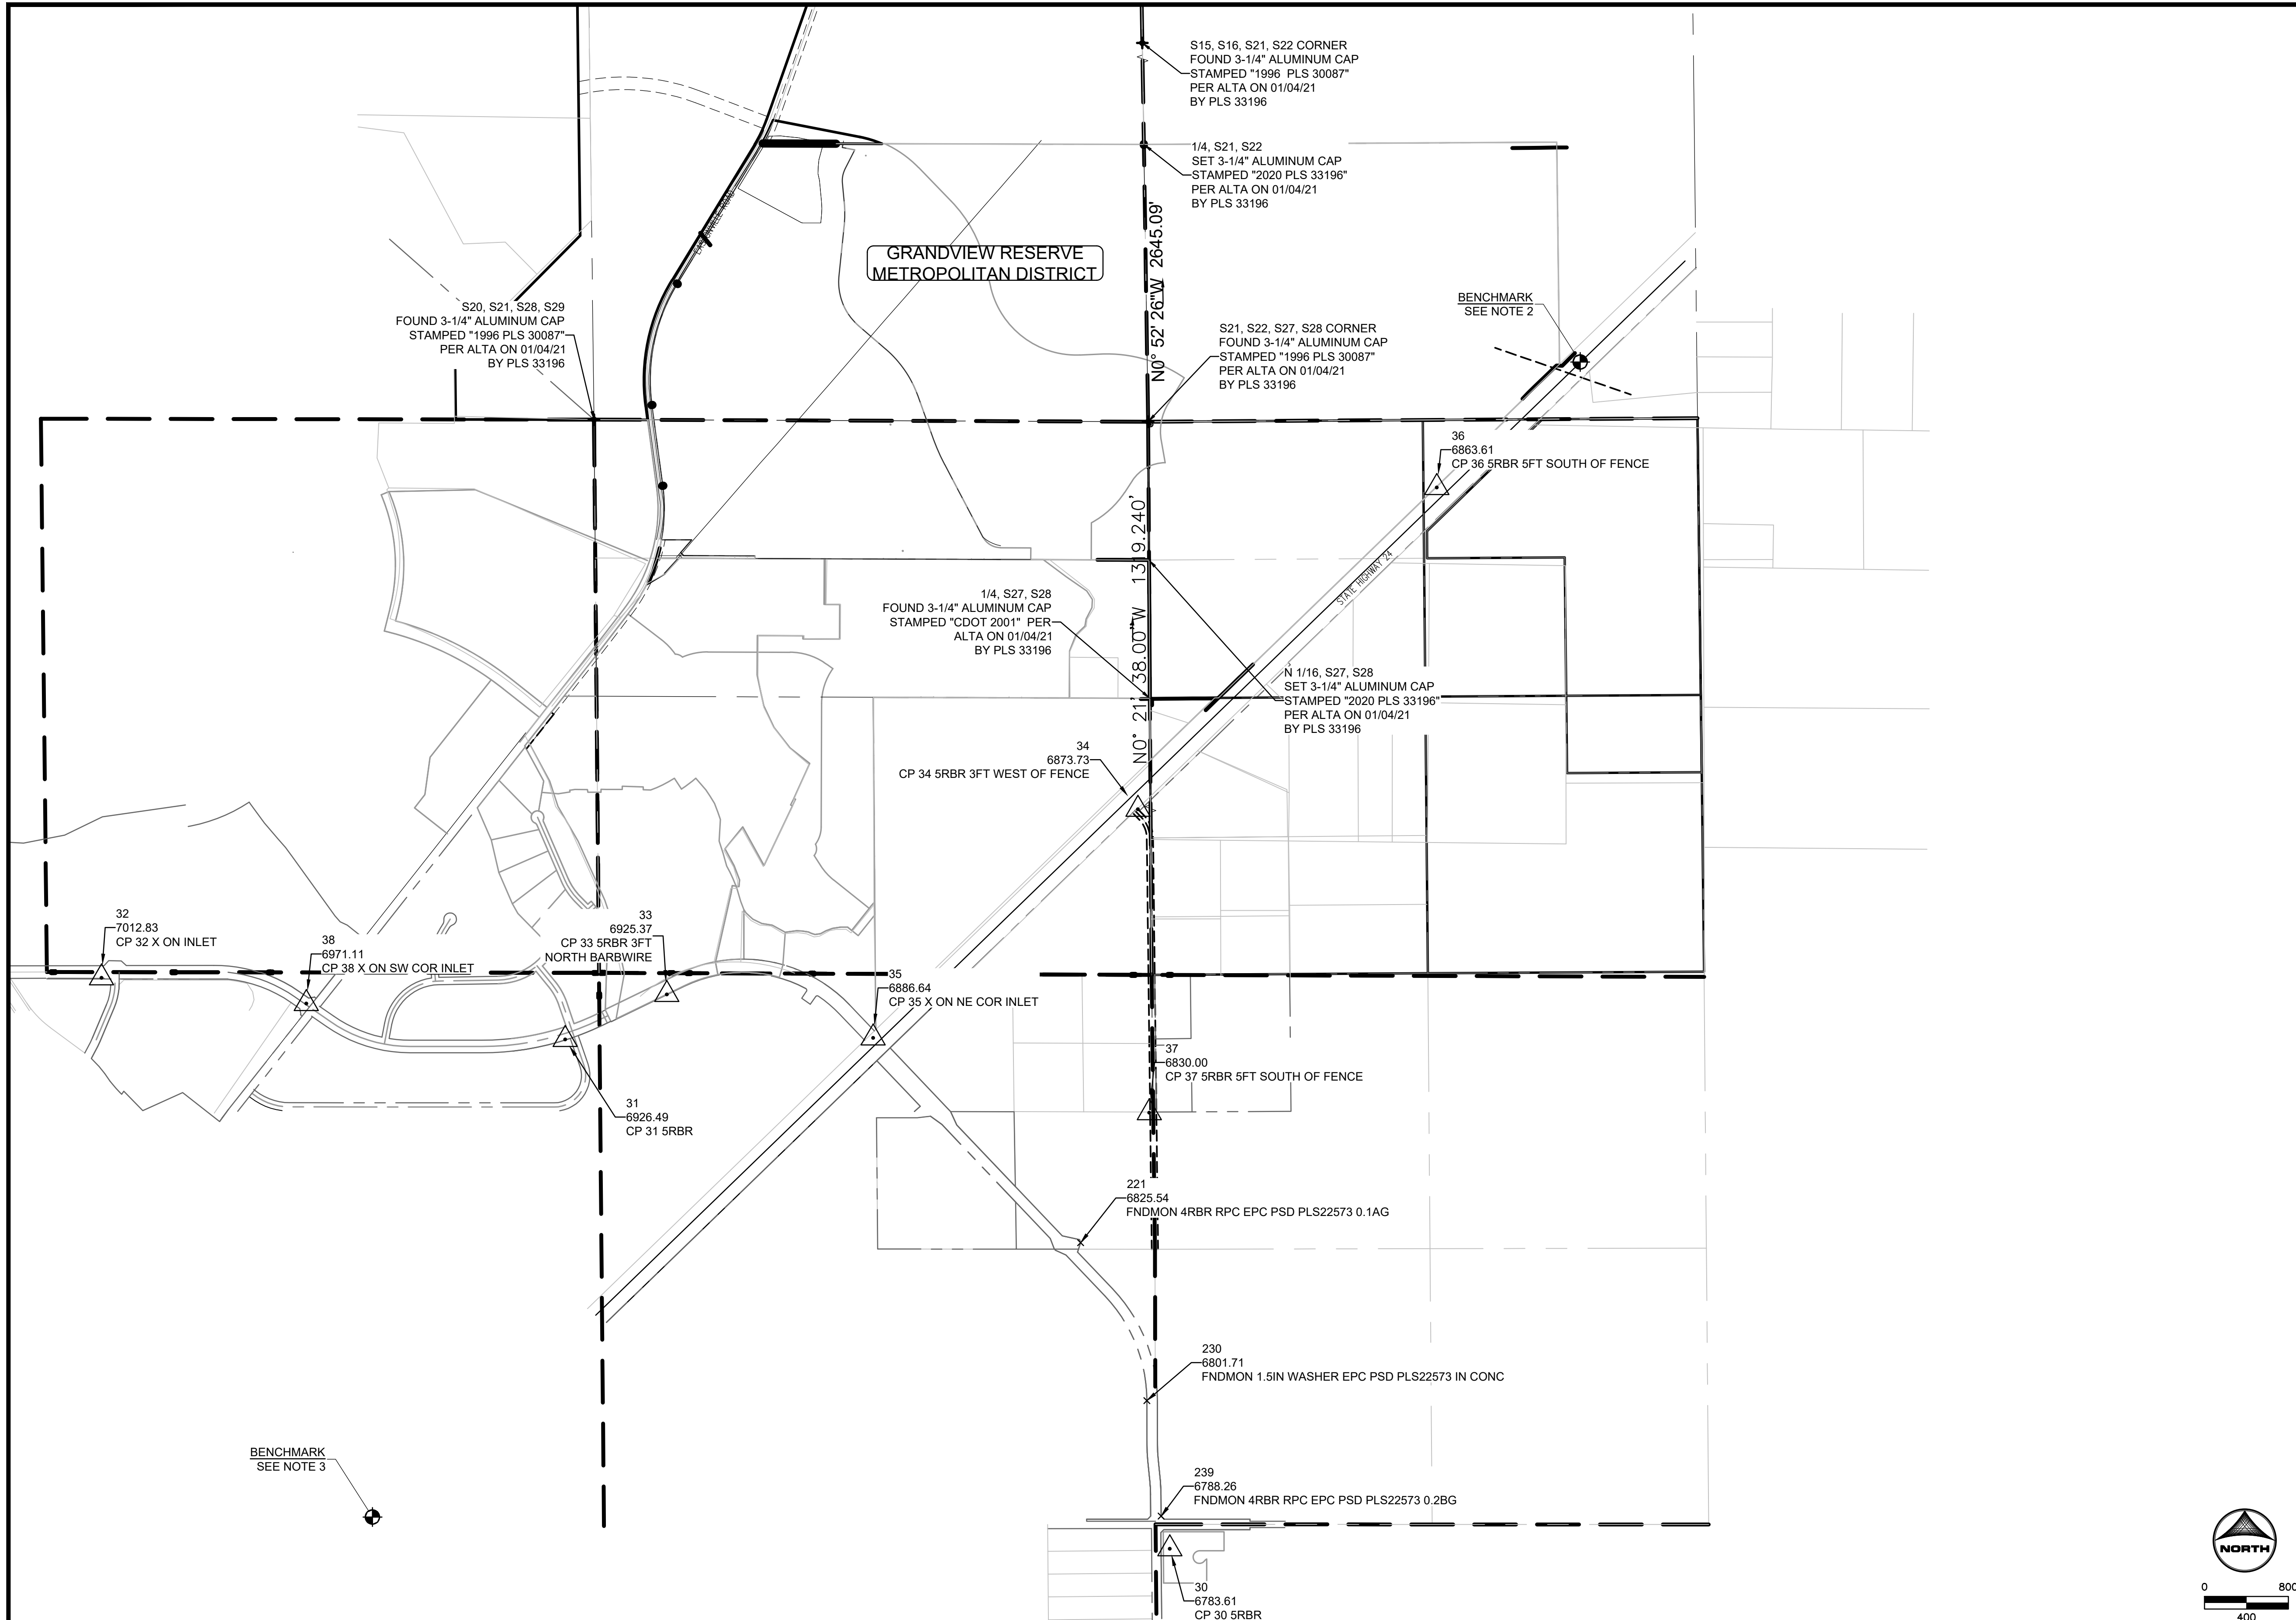 S15, S16, S21, S22 CORNER
FOUND 3-1/4" ALUMINUM CAP
STAMPED "1996 PLS 30087"
PER ALTA ON 01/04/21
BY PLS 33196
1/4, S21, S22
SET 3-1/4" ALUMINUM CAP
STAMPED "2020 PLS 33196"
PER ALTA ON 01/04/21
BY PLS 33196
N0° 52' 26"W 2645.09'
GRANDVIEW RESERVE
METROPOLITAN DISTRICT
S20, S21, S28, S29
FOUND 3-1/4" ALUMINUM CAP
STAMPED "1996 PLS 30087"
PER ALTA ON 01/04/21
BY PLS 33196
BENCHMARK
SEE NOTE 2
S21, S22, S27, S28 CORNER
FOUND 3-1/4" ALUMINUM CAP
STAMPED "1996 PLS 30087"
PER ALTA ON 01/04/21
BY PLS 33196
36
6863.61
CP 36 5RBR 5FT SOUTH OF FENCE
N0° 21' 38.00"W 1319.240'
STATE HIGHWAY 24
1/4, S27, S28
FOUND 3-1/4" ALUMINUM CAP
STAMPED "CDOT 2001" PER
ALTA ON 01/04/21
BY PLS 33196
N 1/16, S27, S28
SET 3-1/4" ALUMINUM CAP
STAMPED "2020 PLS 33196"
PER ALTA ON 01/04/21
BY PLS 33196
34
6873.73
CP 34 5RBR 3FT WEST OF FENCE
32
7012.83
CP 32 X ON INLET
38
6971.11
CP 38 X ON SW COR INLET
33
6925.37
CP 33 5RBR 3FT
NORTH BARBWIRE
35
6886.64
CP 35 X ON NE COR INLET
37
6830.00
CP 37 5RBR 5FT SOUTH OF FENCE
31
6926.49
CP 31 5RBR
221
6825.54
FNDMON 4RBR RPC EPC PSD PLS22573 0.1AG
230
6801.71
FNDMON 1.5IN WASHER EPC PSD PLS22573 IN CONC
BENCHMARK
SEE NOTE 3
239
6788.26
FNDMON 4RBR RPC EPC PSD PLS22573 0.2BG
30
6783.61
CP 30 5RBR
NORTH
0 800
400